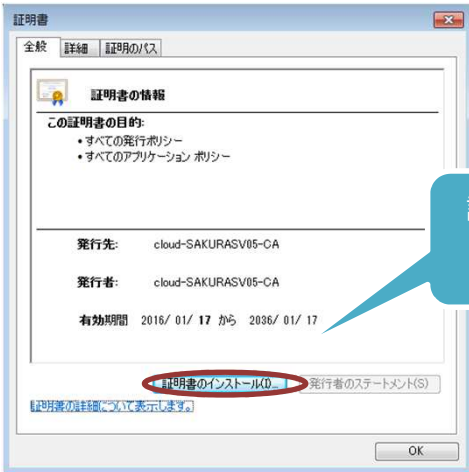 証明書
全般 詳細 証明のパス
証明書の情報
この証明書の目的:
• すべての発行ポリシー
• すべてのアプリケーション ポリシー
発行先: cloud-SAKURASV05-CA
発行者: cloud-SAKURASV05-CA
有効期間 2016/ 01/ 17 から 2036/ 01/ 17
証明書のインストール(I)... 発行者のステートメント(S)
証明書の詳細について表示します。
OK